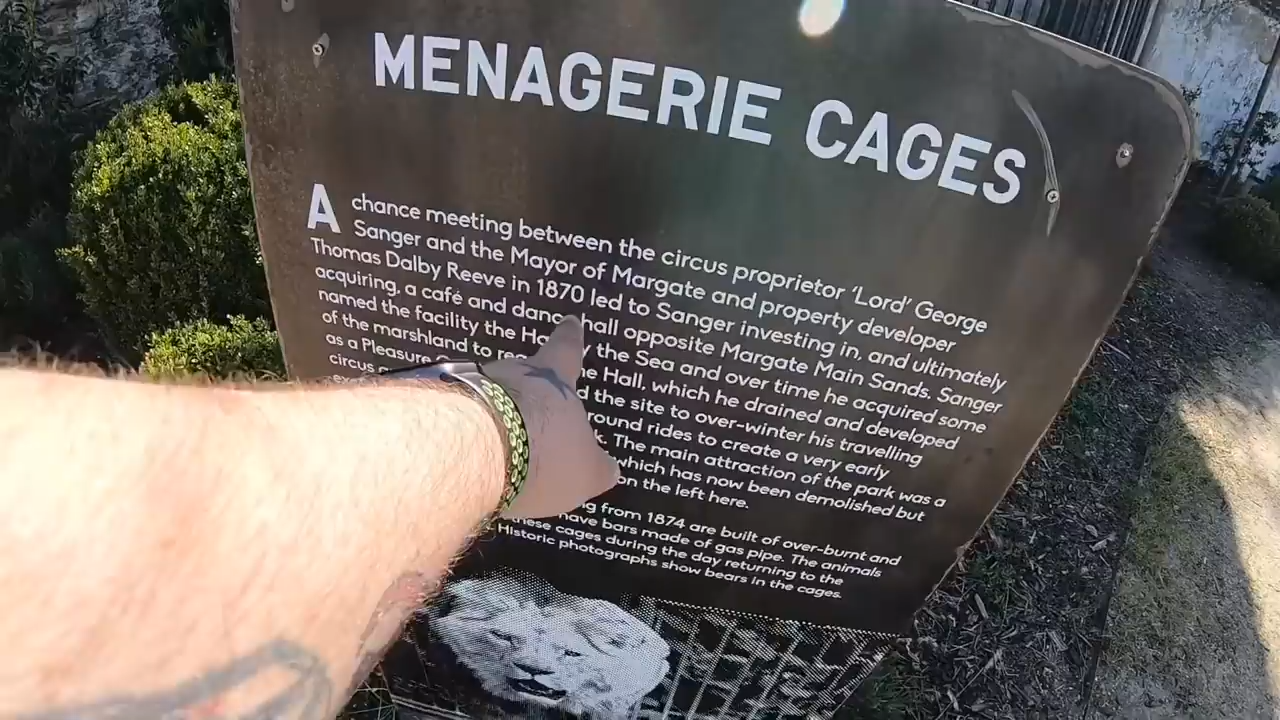 MENAGERIE CAGES
A chance meeting between the circus proprietor 'Lord' George
Sanger and the Mayor of Margate and property developer
Thomas Dalby Reeve in 1870 led to Sanger investing in, and ultimately
acquiring, a café and dance hall opposite Margate Main Sands. Sanger
named the facility the by the Sea and over time he acquired some
of the marshland to the Hall, which he drained and developed
as a Pleasure the site to over-winter his travelling
circus rides to create a very early
The main attraction of the park was a
which has now been demolished but
on the left here.
from 1874 are built of over-burnt and
have bars made of gas pipe. The animals
these cages during the day returning to the
Historic photographs show bears in the cages.